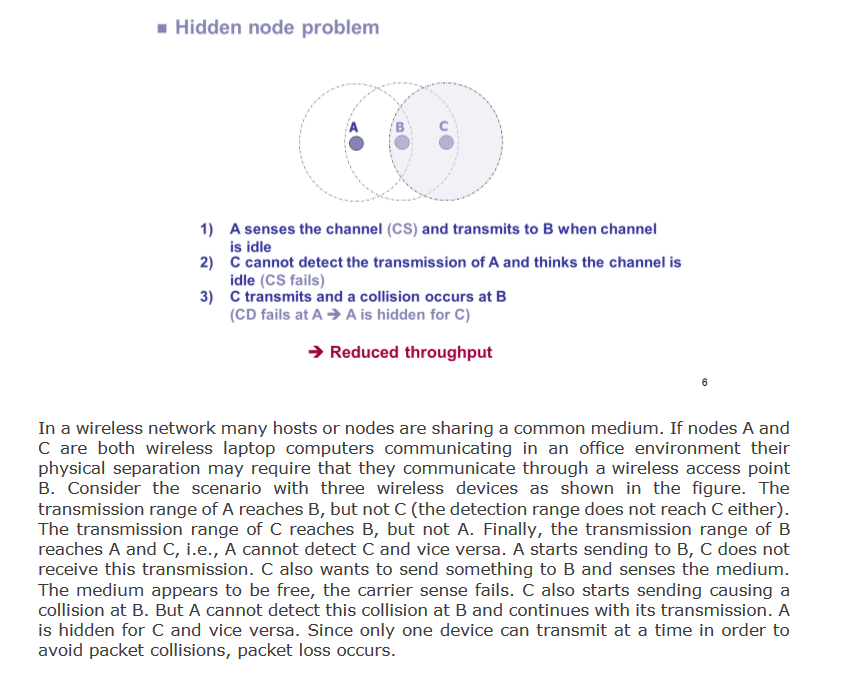 ■ Hidden node problem
A B C
1) A senses the channel (CS) and transmits to B when channel
is idle
2) C cannot detect the transmission of A and thinks the channel is
idle (CS fails)
3) C transmits and a collision occurs at B
(CD fails at A ➔ A is hidden for C)
➔ Reduced throughput
6
In a wireless network many hosts or nodes are sharing a common medium. If nodes A and
C are both wireless laptop computers communicating in an office environment their
physical separation may require that they communicate through a wireless access point
B. Consider the scenario with three wireless devices as shown in the figure. The
transmission range of A reaches B, but not C (the detection range does not reach C either).
The transmission range of C reaches B, but not A. Finally, the transmission range of B
reaches A and C, i.e., A cannot detect C and vice versa. A starts sending to B, C does not
receive this transmission. C also wants to send something to B and senses the medium.
The medium appears to be free, the carrier sense fails. C also starts sending causing a
collision at B. But A cannot detect this collision at B and continues with its transmission. A
is hidden for C and vice versa. Since only one device can transmit at a time in order to
avoid packet collisions, packet loss occurs.